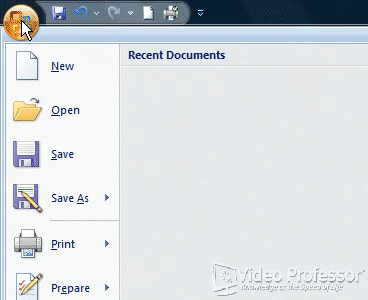 Recent Documents
New
Open
Save
Save As
Print
Prepare
Video Professor
Knowledge at the Speed of Life